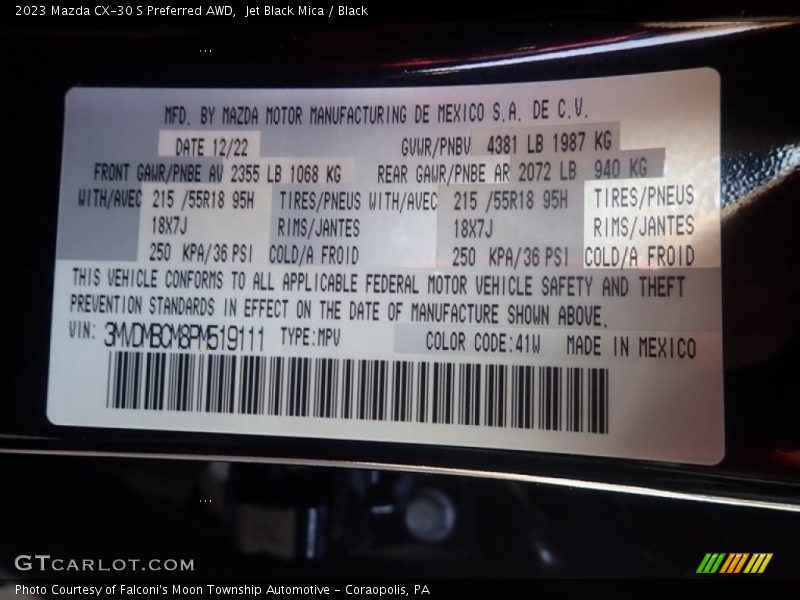 2023 Mazda CX-30 S Preferred AWD,  Jet Black Mica / Black
MFD. BY MAZDA MOTOR MANUFACTURING DE MEXICO S.A. DE C.V.
DATE 12/22 GVWR/PNBV 4381 LB 1987 KG
FRONT GAWR/PNBE AV 2355 LB 1068 KG REAR GAWR/PNBE AR 2072 LB 940 KG
WITH/AVEC 215 /55R18 95H TIRES/PNEUS WITH/AVEC 215 /55R18 95H TIRES/PNEUS
18X7J RIMS/JANTES 18X7J RIMS/JANTES
250 KPA/36 PSI COLD/A FROID 250 KPA/36 PSI COLD/A FROID
THIS VEHICLE CONFORMS TO ALL APPLICABLE FEDERAL MOTOR VEHICLE SAFETY AND THEFT
PREVENTION STANDARDS IN EFFECT ON THE DATE OF MANUFACTURE SHOWN ABOVE.
VIN: 3MVDMBCM8PM519111 TYPE:MPV COLOR CODE:41W MADE IN MEXICO
GTCARLOT.COM
Photo Courtesy of Falconi's Moon Township Automotive - Coraopolis, PA